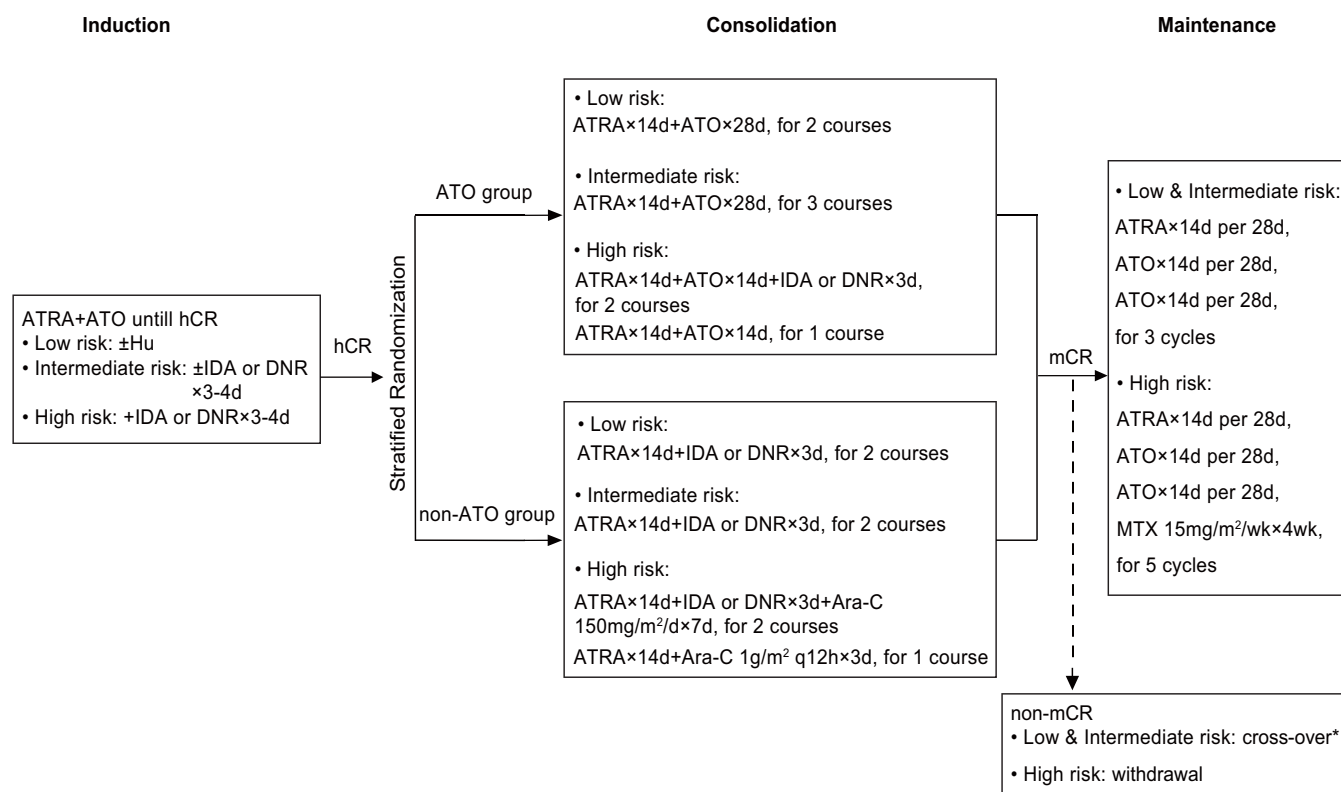 Induction
Consolidation
Maintenance
ATRA+ATO untill hCR
• Low risk: ±Hu
• Intermediate risk: ±IDA or DNR
×3-4d
• High risk: +IDA or DNR×3-4d
hCR
Stratified Randomization
ATO group
non-ATO group
• Low risk:
ATRA×14d+ATO×28d, for 2 courses
• Intermediate risk:
ATRA×14d+ATO×28d, for 3 courses
• High risk:
ATRA×14d+ATO×14d+IDA or DNR×3d,
for 2 courses
ATRA×14d+ATO×14d, for 1 course
• Low risk:
ATRA×14d+IDA or DNR×3d, for 2 courses
• Intermediate risk:
ATRA×14d+IDA or DNR×3d, for 2 courses
• High risk:
ATRA×14d+IDA or DNR×3d+Ara-C
150mg/m²/d×7d, for 2 courses
ATRA×14d+Ara-C 1g/m² q12h×3d, for 1 course
mCR
• Low & Intermediate risk:
ATRA×14d per 28d,
ATO×14d per 28d,
ATO×14d per 28d,
for 3 cycles
• High risk:
ATRA×14d per 28d,
ATO×14d per 28d,
ATO×14d per 28d,
MTX 15mg/m²/wk×4wk,
for 5 cycles
non-mCR
• Low & Intermediate risk: cross-over*
• High risk: withdrawal